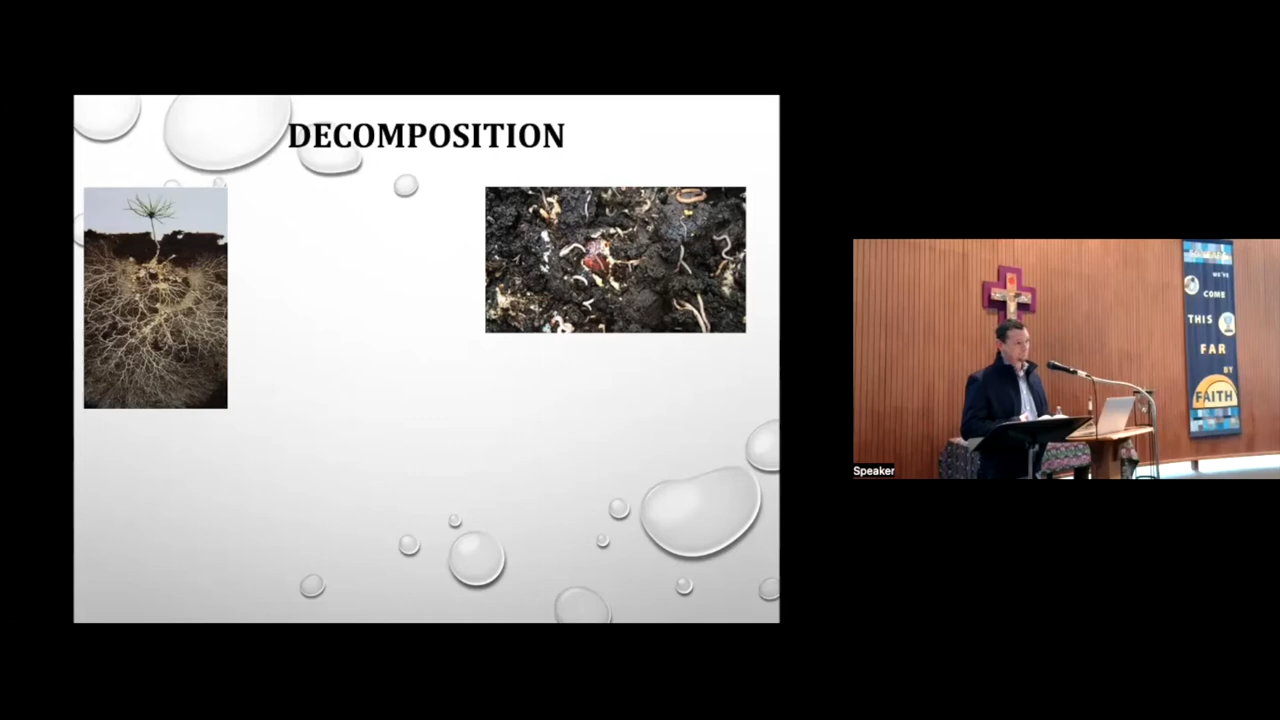 DECOMPOSITION
WE'VE
COME
THIS
FAR
BY
FAITH
Speaker